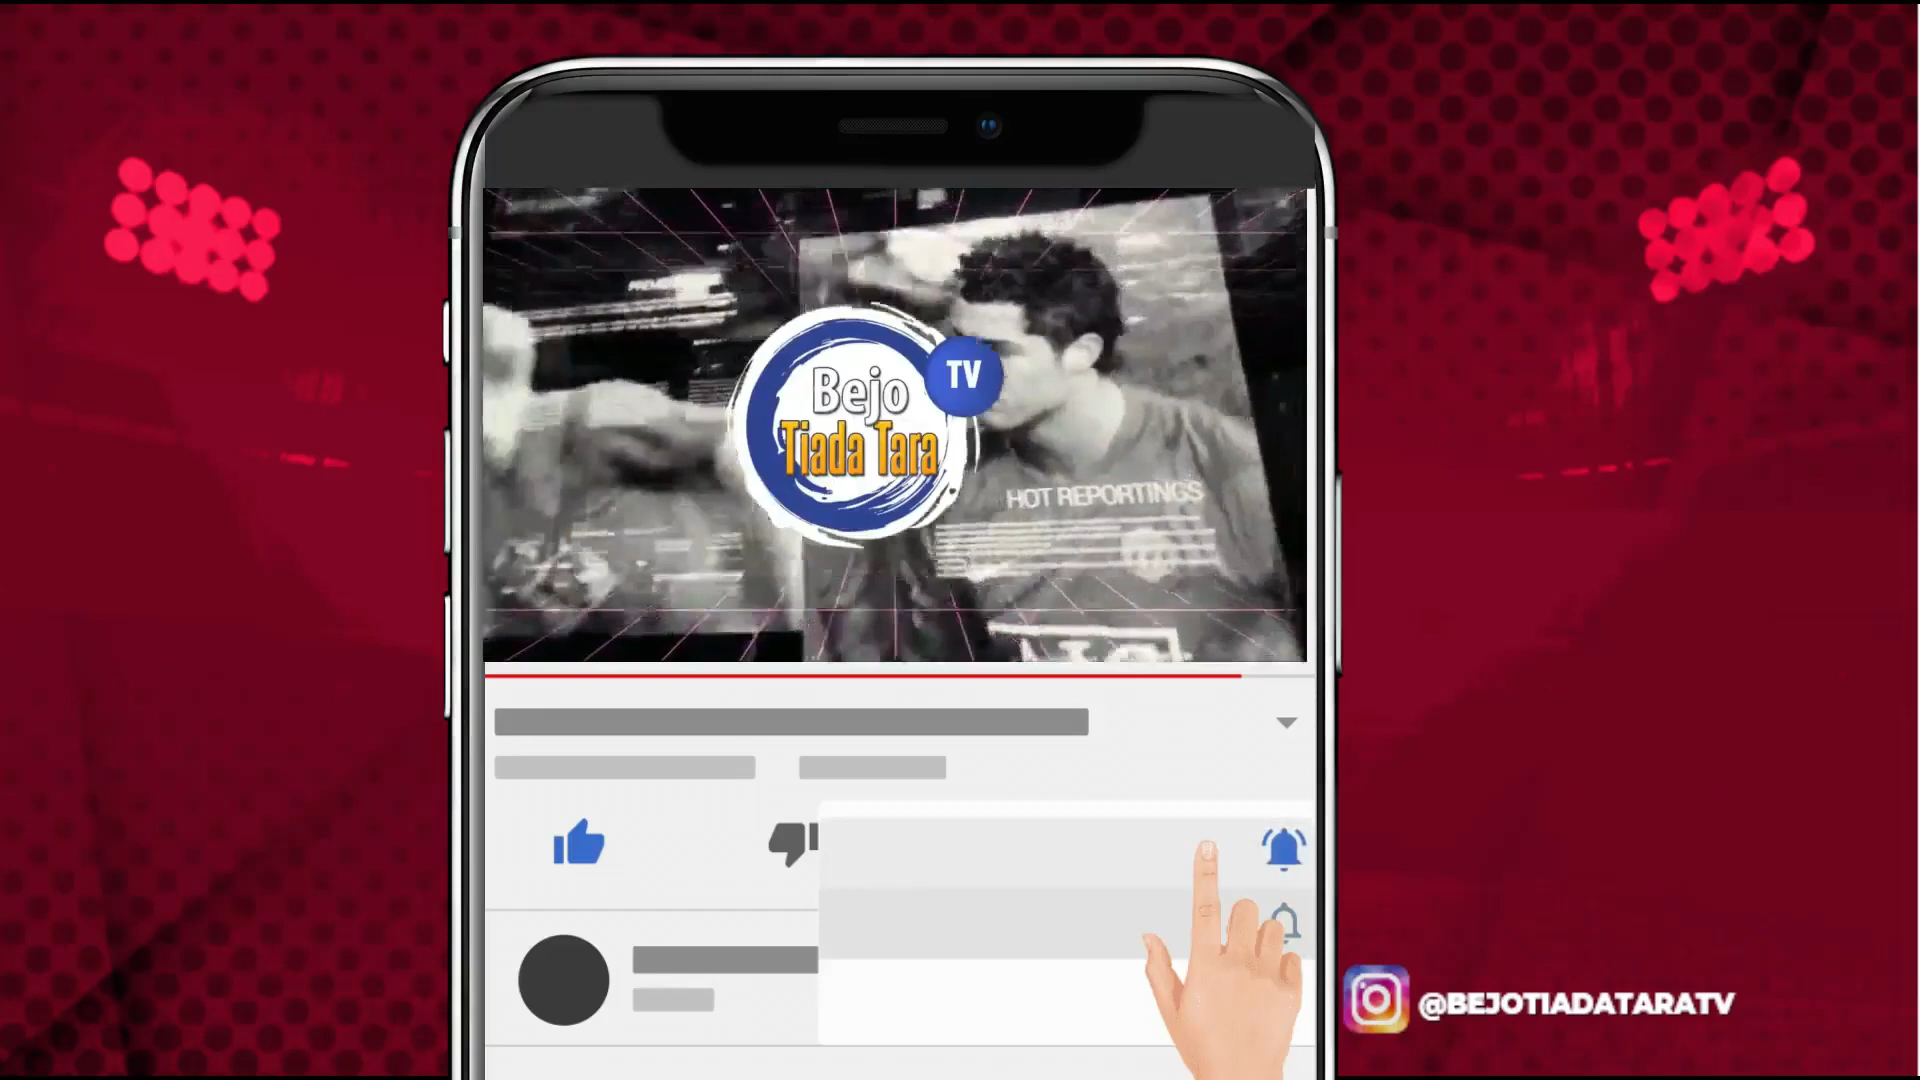 Bejo
TV
Tiada Tara
HOT REPORTINGS
@BEJOTIADATARATV